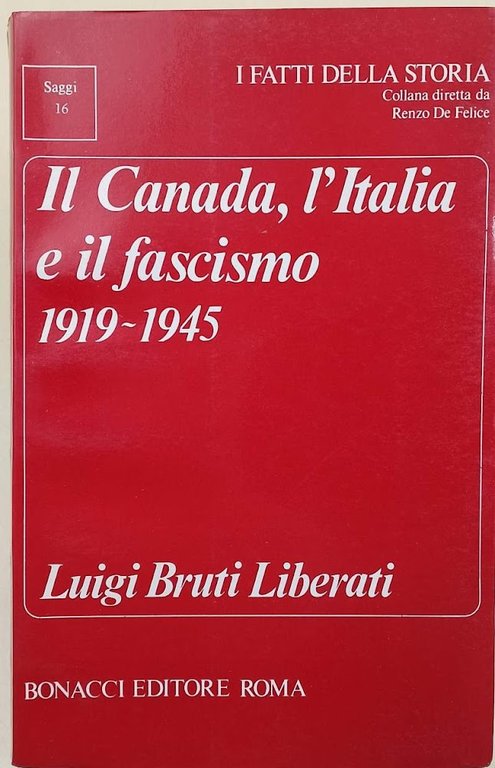 Saggi
16
I FATTI DELLA STORIA
Collana diretta da
Renzo De Felice
Il Canada, l'Italia
e il fascismo
1919-1945
Luigi Bruti Liberati
BONACCI EDITORE ROMA